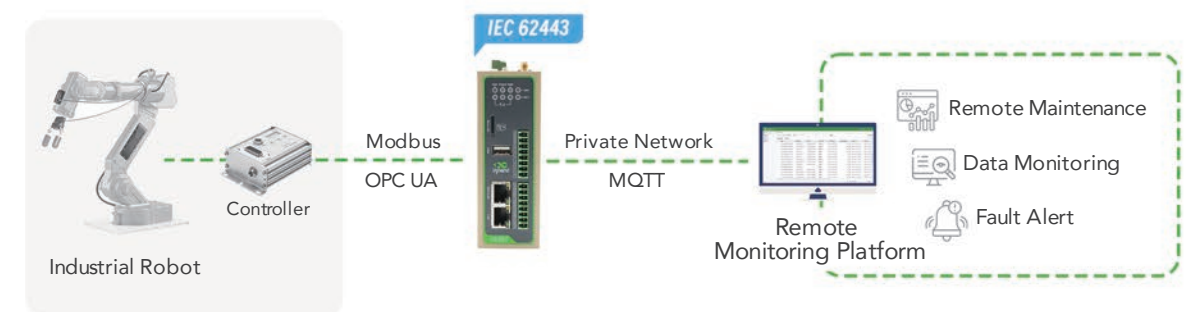 IEC 62443
Industrial Robot
Controller
Modbus
OPC UA
Private Network
MQTT
Remote
Monitoring Platform
Remote Maintenance
Data Monitoring
Fault Alert